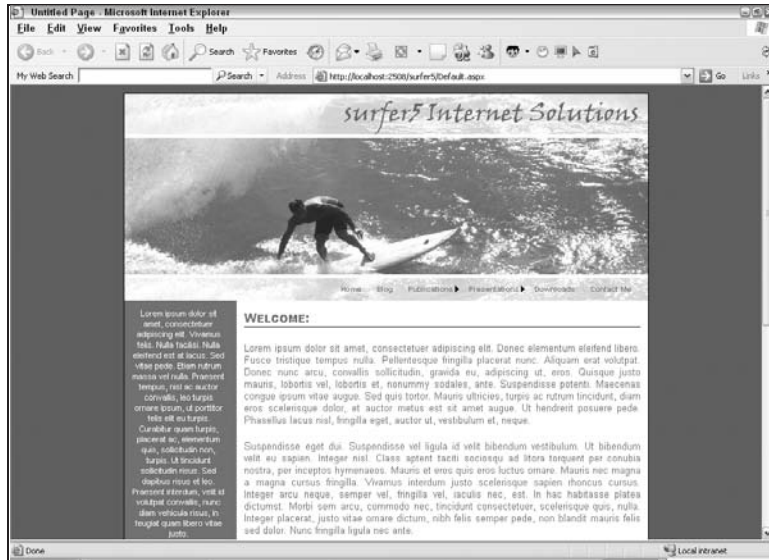 Untitled Page - Microsoft Internet Explorer
File Edit View Favorites Tools Help
Back Search Favorites
My Web Search Search Address http://localhost:2508/surfer5/Default.aspx Go Links
surfer5 Internet Solutions
Home Blog Publications Presentations Downloads Contact Me
Lorem ipsum dolor sit
amet, consectetuer
adipiscing elit. Vivamus
felis. Nulla facilisi. Nulla
eleifend est at lacus. Sed
vitae pede. Etiam rutrum
massa vel nulla. Praesent
tempus, nisl ac auctor
convallis, leo turpis
ornare ipsum, ut porttitor
felis elit eu turpis.
Curabitur quam turpis,
placerat ac, elementum
quis, sollicitudin non,
turpis. Ut tincidunt
sollicitudin risus. Sed
dapibus risus et leo.
Praesent interdum, velit id
volutpat convallis, nunc
diam vehicula risus, in
feugiat quam libero vitae
justo.
WELCOME:
Lorem ipsum dolor sit amet, consectetuer adipiscing elit. Donec elementum eleifend libero.
Fusce tristique tempus nulla. Pellentesque fringilla placerat nunc. Aliquam erat volutpat.
Donec nunc arcu, convallis sollicitudin, gravida eu, adipiscing ut, eros. Quisque justo
mauris, lobortis vel, lobortis et, nonummy sodales, ante. Suspendisse potenti. Maecenas
congue ipsum vitae augue. Sed quis tortor. Mauris ultricies, turpis ac rutrum tincidunt, diam
eros scelerisque dolor, et auctor metus est sit amet augue. Ut hendrerit posuere pede.
Phasellus lacus nisl, fringilla eget, auctor ut, vestibulum et, neque.
Suspendisse eget dui. Suspendisse vel ligula id velit bibendum vestibulum. Ut bibendum
velit eu sapien. Integer nisl. Class aptent taciti sociosqu ad litora torquent per conubia
nostra, per inceptos hymenaeos. Mauris et eros quis eros luctus ornare. Mauris nec magna
a magna cursus fringilla. Vivamus interdum justo scelerisque sapien rhoncus cursus.
Integer arcu neque, semper vel, fringilla vel, iaculis nec, est. In hac habitasse platea
dictumst. Morbi sem arcu, commodo nec, tincidunt consectetuer, scelerisque quis, nulla.
Integer placerat, justo vitae ornare dictum, nibh felis semper pede, non blandit mauris felis
sed dolor. Nunc fringilla ligula nec ante.
Done Local intranet